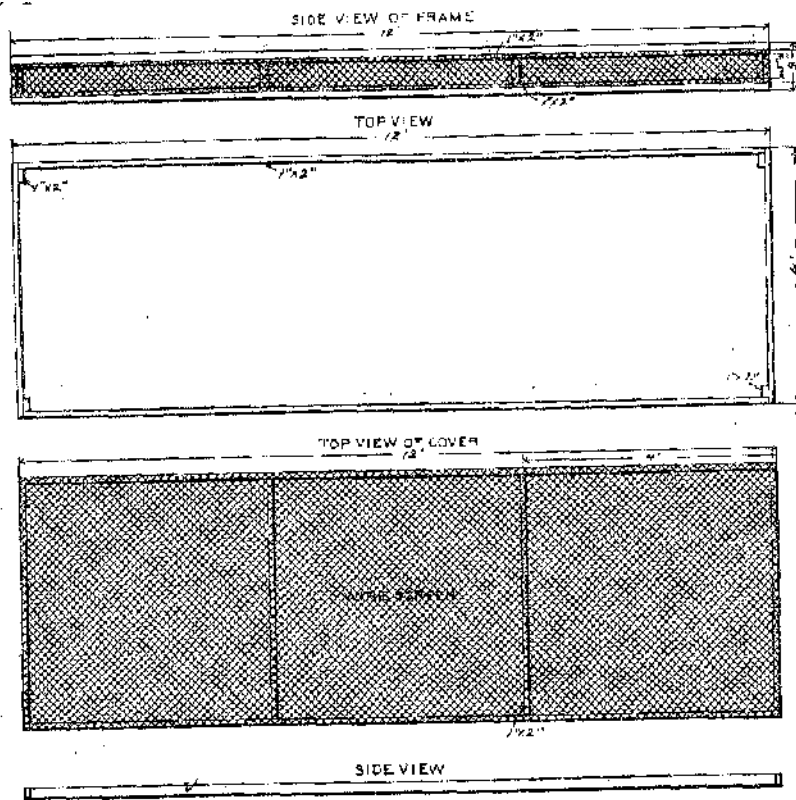 SIDE VIEW OF FRAME
12'
1"x2"
1"x2"
TOP VIEW
12'
1"x2"
1"x2"
4'
1"x2"
TOP VIEW OF COVER
12'
4'
WIRE SCREEN
1"x2"
SIDE VIEW